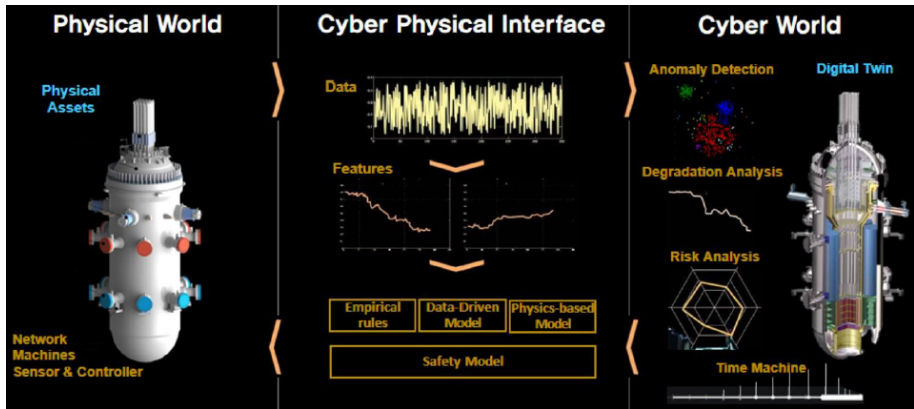 Physical World
Cyber Physical Interface
Cyber World
Physical
Assets
Network
Machines
Sensor & Controller
Data
Features
Empirical
rules
Data-Driven
Model
Physics-based
Model
Safety Model
Anomaly Detection
Digital Twin
Degradation Analysis
Risk Analysis
Time Machine